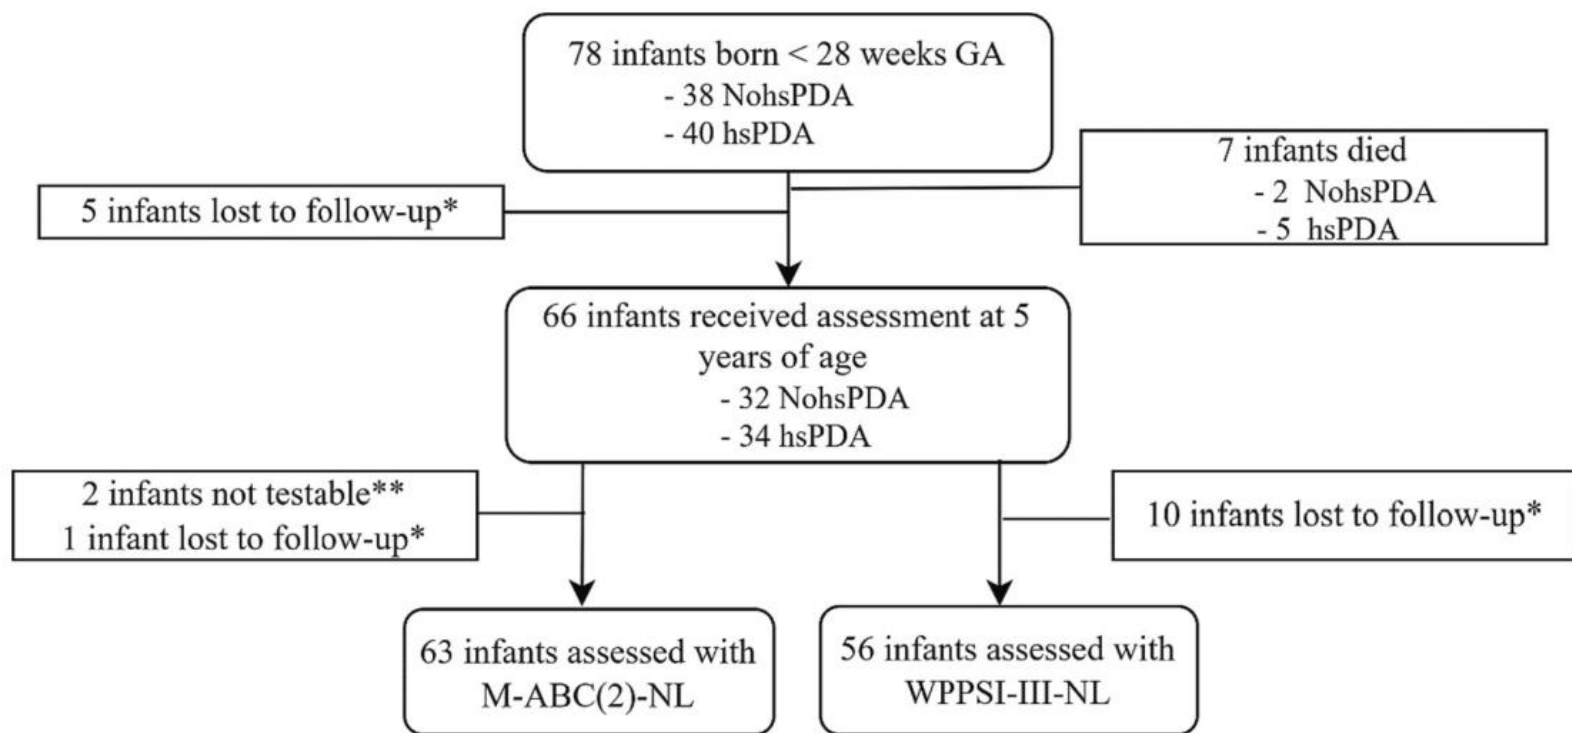 78 infants born < 28 weeks GA
- 38 NohsPDA
- 40 hsPDA
7 infants died
- 2 NohsPDA
- 5 hsPDA
5 infants lost to follow-up*
66 infants received assessment at 5
years of age
- 32 NohsPDA
- 34 hsPDA
2 infants not testable**
1 infant lost to follow-up*
10 infants lost to follow-up*
63 infants assessed with
M-ABC(2)-NL
56 infants assessed with
WPPSI-III-NL